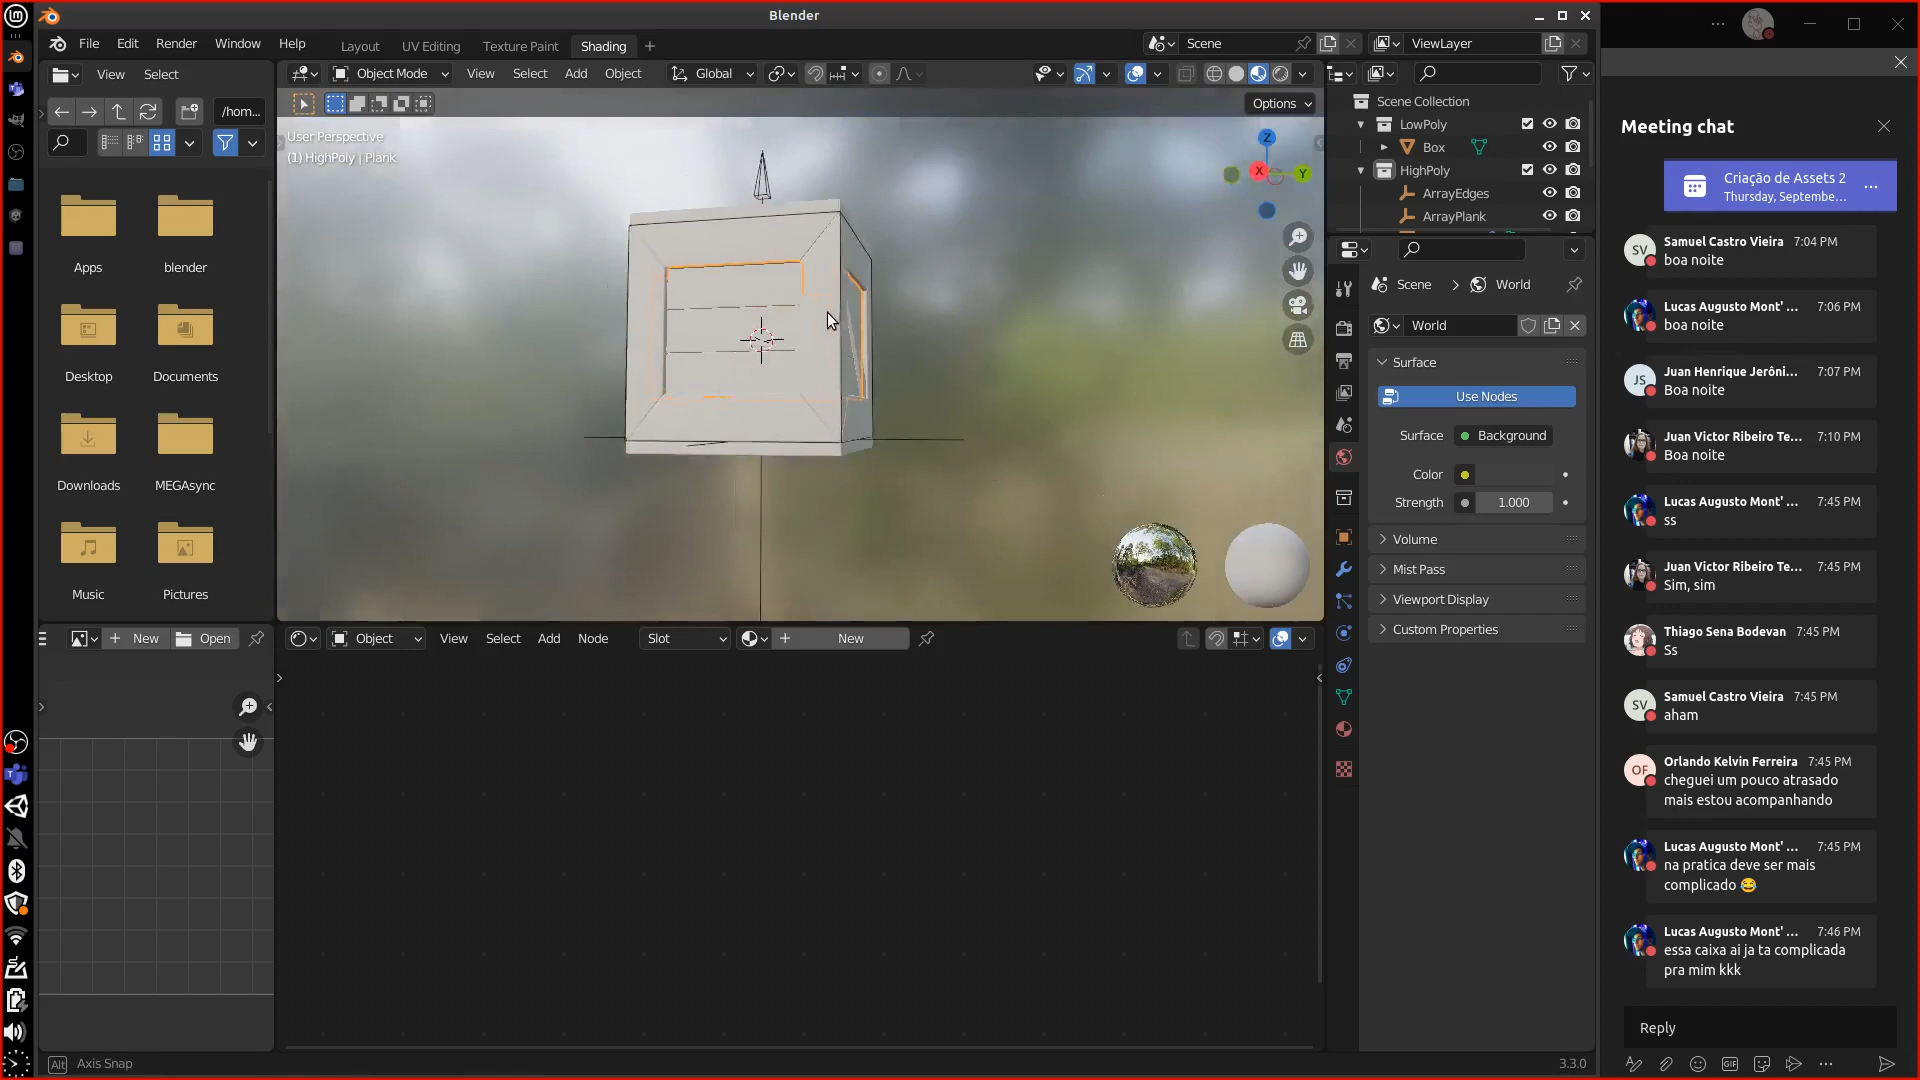 Blender
File Edit Render Window Help
Layout UV Editing Texture Paint Shading
Scene
ViewLayer
View Select
/hom...
Apps
blender
Desktop
Documents
Downloads
MEGAsync
Music
Pictures
Object Mode View Select Add Object Global
Options
User Perspective
(1) HighPoly | Plank
Z
X
Y
Scene Collection
LowPoly
Box
HighPoly
ArrayEdges
ArrayPlank
Scene > World
World
Surface
Use Nodes
Surface Background
Color
Strength 1.000
Volume
Mist Pass
Viewport Display
Custom Properties
New Open
Object View Select Add Node Slot New
Alt Axis Snap
3.3.0
Meeting chat
Criação de Assets 2
Thursday, Septembe...
SV
Samuel Castro Vieira 7:04 PM
boa noite
Lucas Augusto Mont' ... 7:06 PM
boa noite
JS
Juan Henrique Jerôni... 7:07 PM
Boa noite
Juan Victor Ribeiro Te... 7:10 PM
Boa noite
Lucas Augusto Mont' ... 7:45 PM
ss
Juan Victor Ribeiro Te... 7:45 PM
Sim, sim
Thiago Sena Bodevan 7:45 PM
Ss
SV
Samuel Castro Vieira 7:45 PM
aham
OF
Orlando Kelvin Ferreira 7:45 PM
cheguei um pouco atrasado
mais estou acompanhando
Lucas Augusto Mont' ... 7:45 PM
na pratica deve ser mais
complicado 😂
Lucas Augusto Mont' ... 7:46 PM
essa caixa ai ja ta complicada
pra mim kkk
Reply
GIF